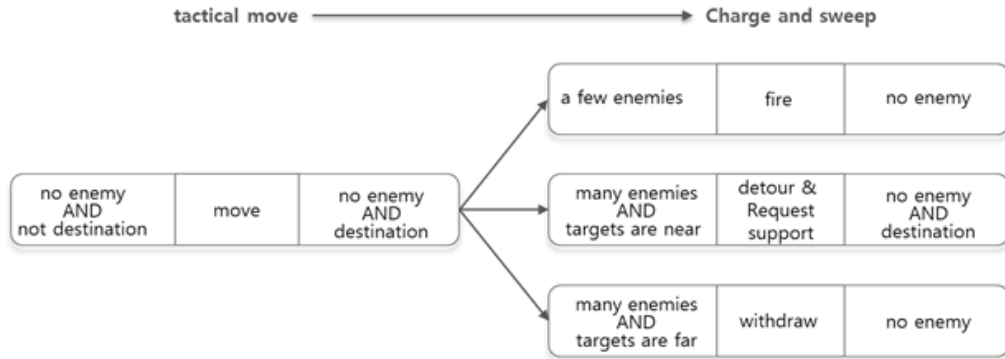 tactical move
Charge and sweep
a few enemies
fire
no enemy
no enemy
AND
not destination
move
no enemy
AND
destination
many enemies
AND
targets are near
detour &
Request
support
no enemy
AND
destination
many enemies
AND
targets are far
withdraw
no enemy